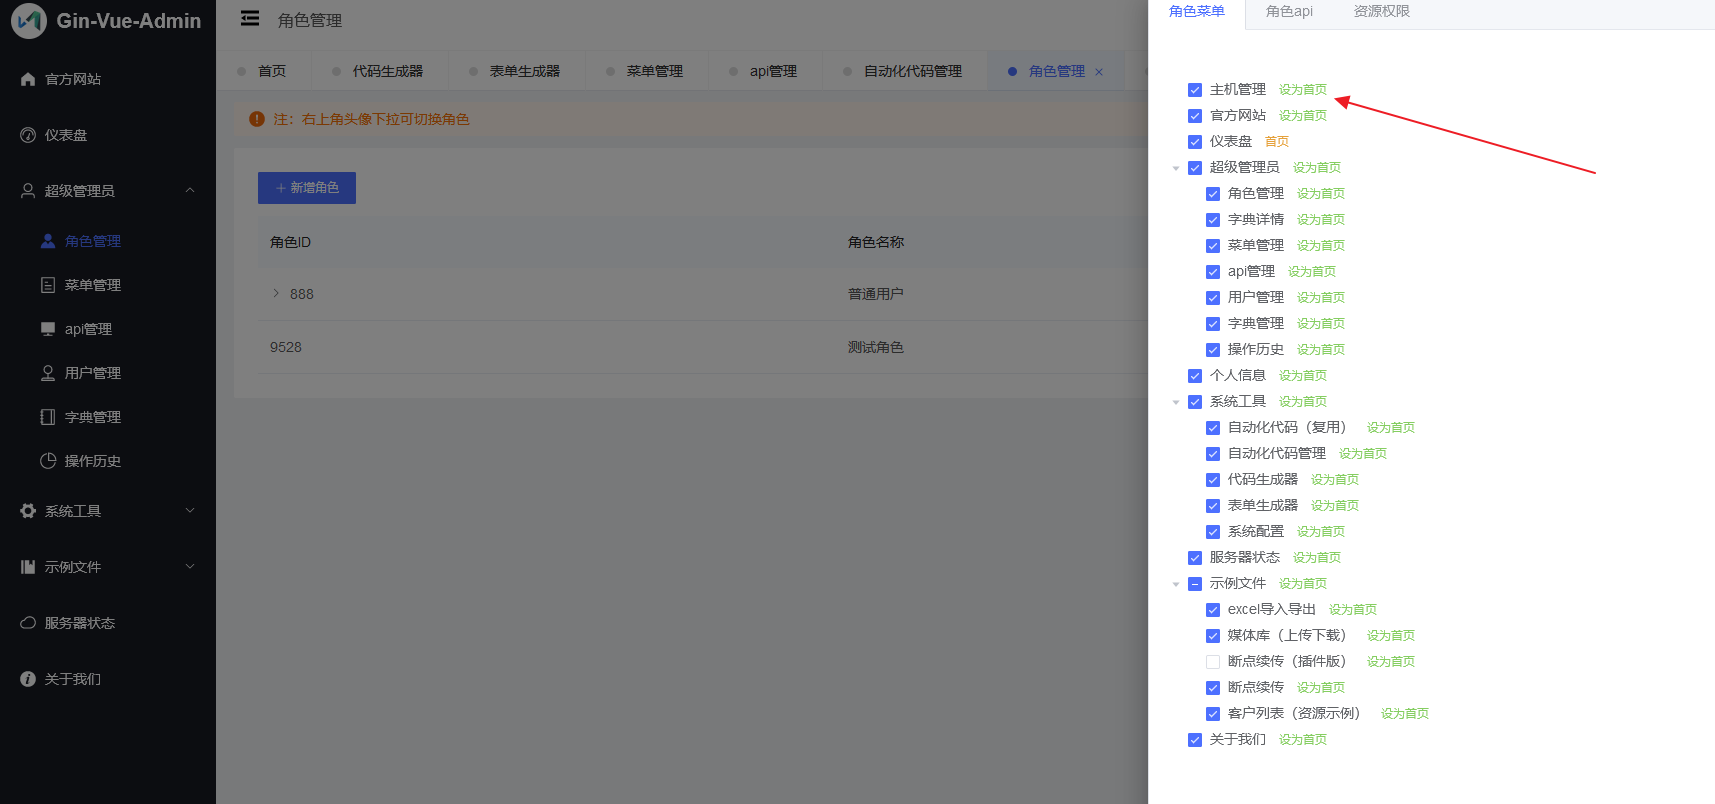 Gin-Vue-Admin
官方网站
仪表盘
超级管理员
角色管理
菜单管理
api管理
用户管理
字典管理
操作历史
系统工具
示例文件
服务器状态
关于我们
角色管理
首页 代码生成器 表单生成器 菜单管理 api管理 自动化代码管理 角色管理
注：右上角头像下拉可切换角色
新增角色
角色ID 角色名称
888 普通用户
9528 测试角色
角色菜单 角色api 资源权限
主机管理 设为首页
官方网站 设为首页
仪表盘 首页
超级管理员 设为首页
角色管理 设为首页
字典详情 设为首页
菜单管理 设为首页
api管理 设为首页
用户管理 设为首页
字典管理 设为首页
操作历史 设为首页
个人信息 设为首页
系统工具 设为首页
自动化代码（复用） 设为首页
自动化代码管理 设为首页
代码生成器 设为首页
表单生成器 设为首页
系统配置 设为首页
服务器状态 设为首页
示例文件 设为首页
excel导入导出 设为首页
媒体库（上传下载） 设为首页
断点续传（插件版） 设为首页
断点续传 设为首页
客户列表（资源示例） 设为首页
关于我们 设为首页